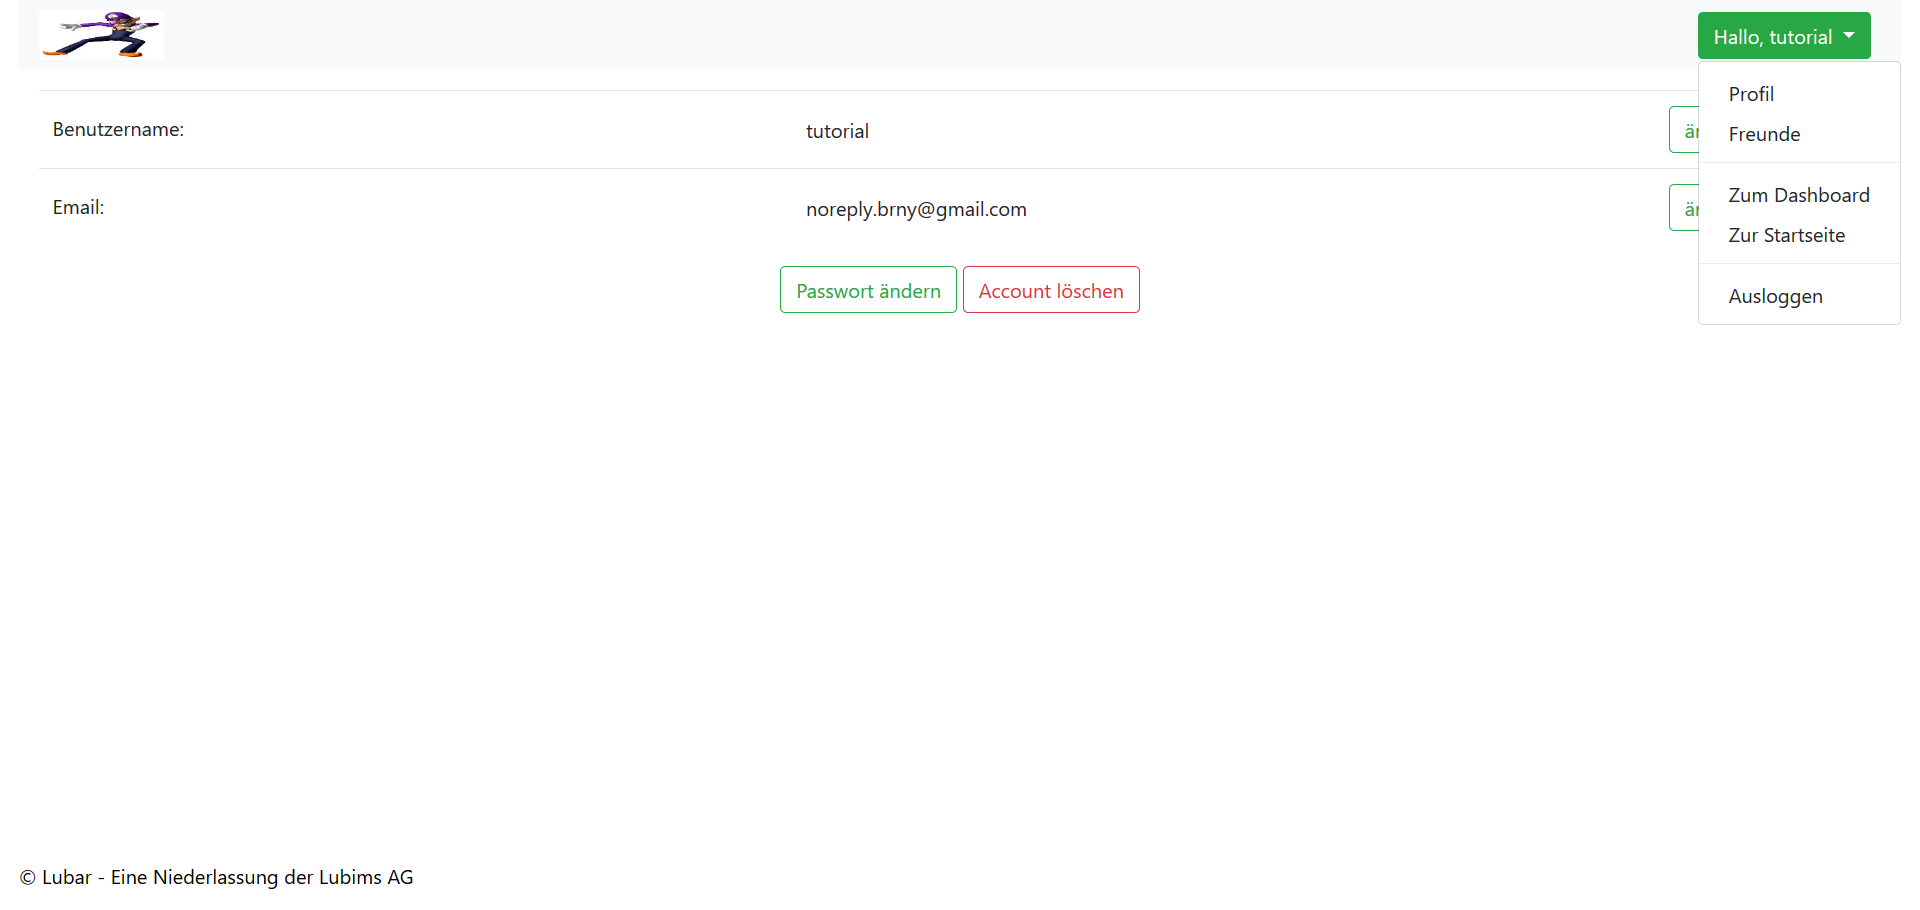 Hallo, tutorial
Profil
Freunde
Zum Dashboard
Zur Startseite
Ausloggen
Benutzername:
tutorial
Email:
noreply.brny@gmail.com
Passwort ändern
Account löschen
© Lubar - Eine Niederlassung der Lubims AG